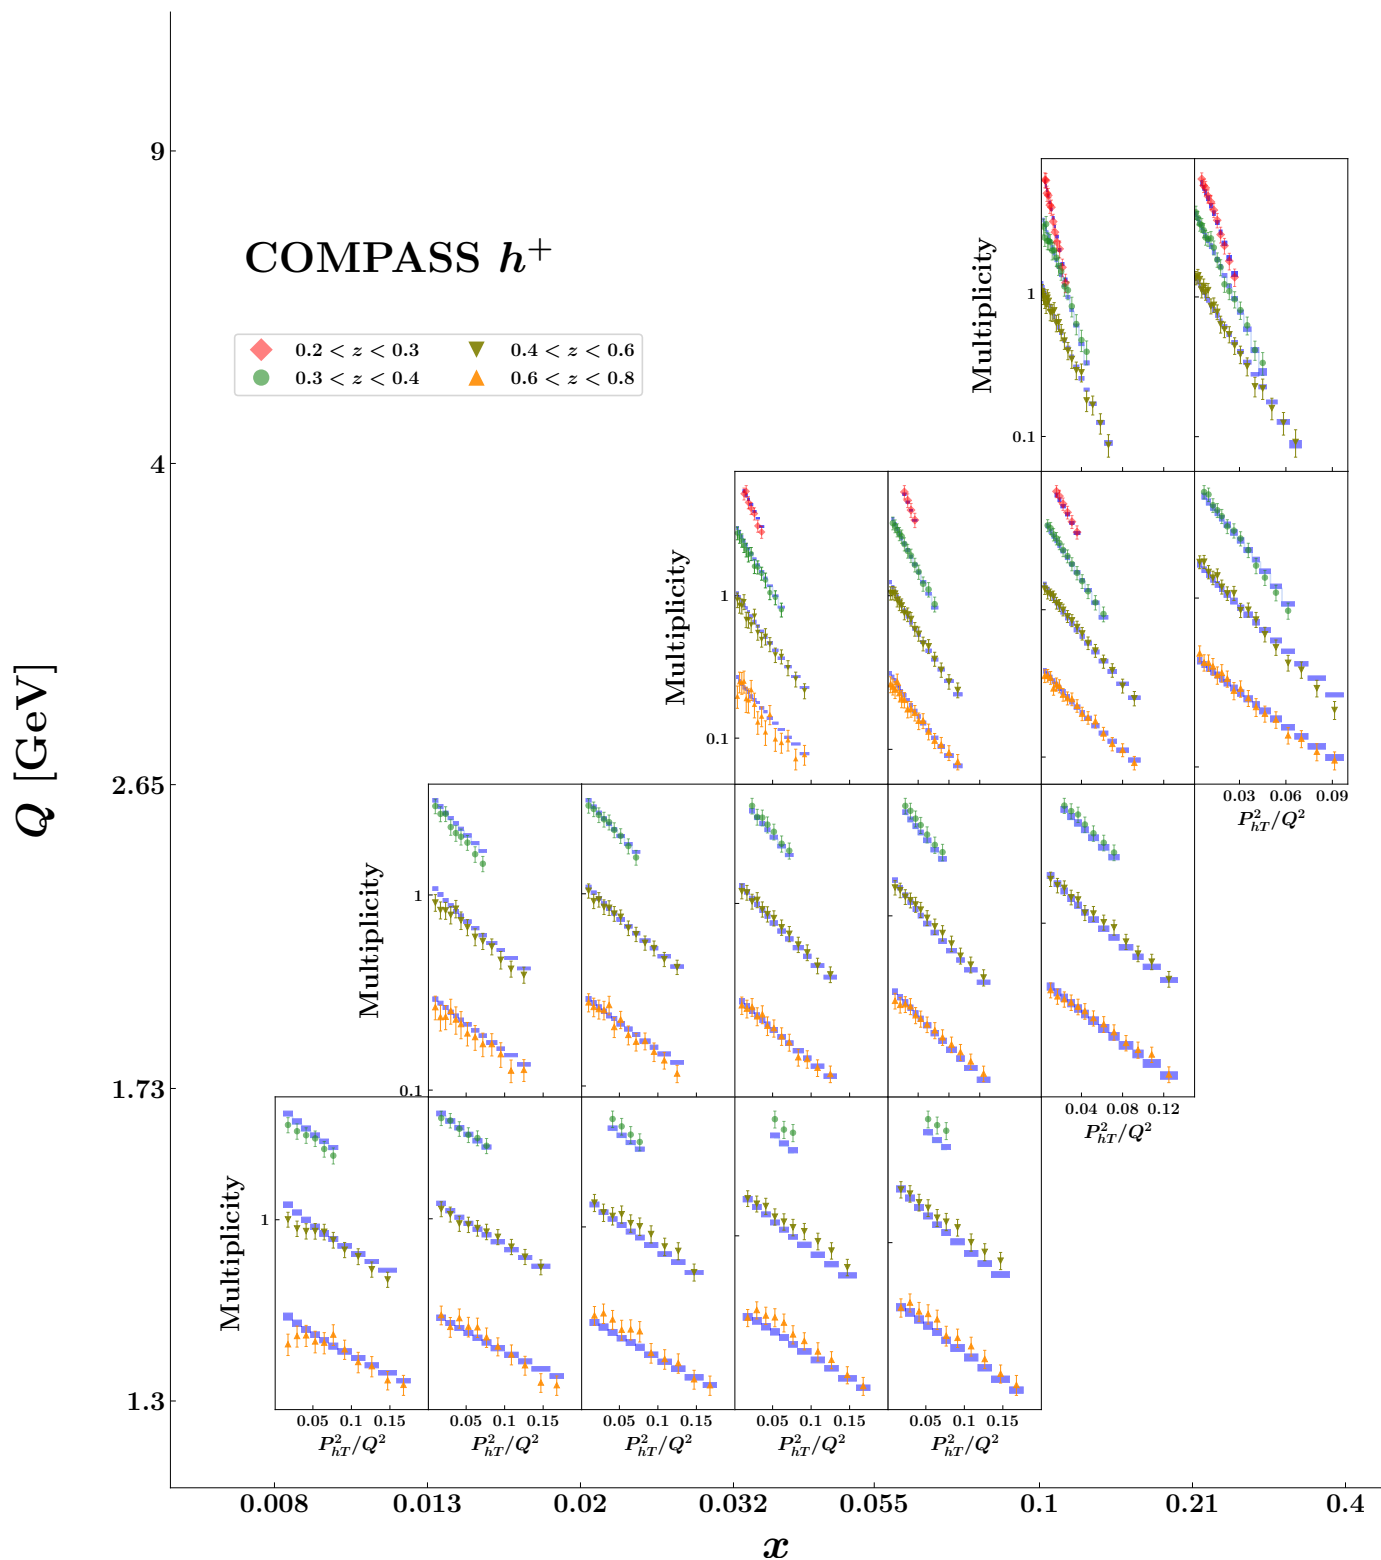 9
COMPASS h⁺
Multiplicity
1
0.2 < z < 0.3
0.4 < z < 0.6
0.3 < z < 0.4
0.6 < z < 0.8
0.1
4
Multiplicity
1
0.1
Q [GeV]
2.65
0.03 0.06 0.09
P²hT/Q²
Multiplicity
1
0.1
1.73
0.04 0.08 0.12
P²hT/Q²
Multiplicity
1
1.3
0.05 0.1 0.15 0.05 0.1 0.15 0.05 0.1 0.15 0.05 0.1 0.15 0.05 0.1 0.15
P²hT/Q² P²hT/Q² P²hT/Q² P²hT/Q² P²hT/Q²
0.008 0.013 0.02 0.032 0.055 0.1 0.21 0.4
x